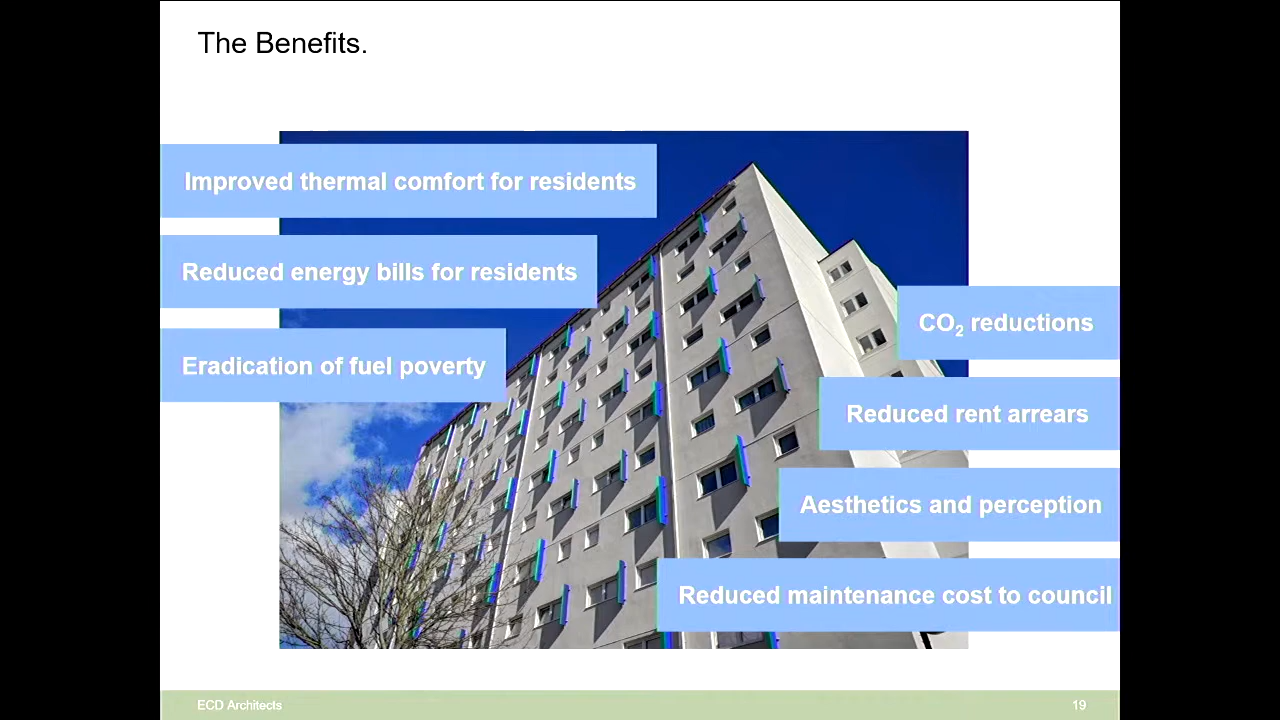 The Benefits.
Improved thermal comfort for residents
Reduced energy bills for residents
Eradication of fuel poverty
CO₂ reductions
Reduced rent arrears
Aesthetics and perception
Reduced maintenance cost to council
ECD Architects
19